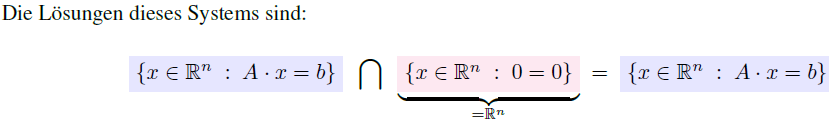 Die Lösungen dieses Systems sind:
{x ∈ ℝⁿ : A · x = b} ⋂ {x ∈ ℝⁿ : 0 = 0} = {x ∈ ℝⁿ : A · x = b}
=ℝⁿ